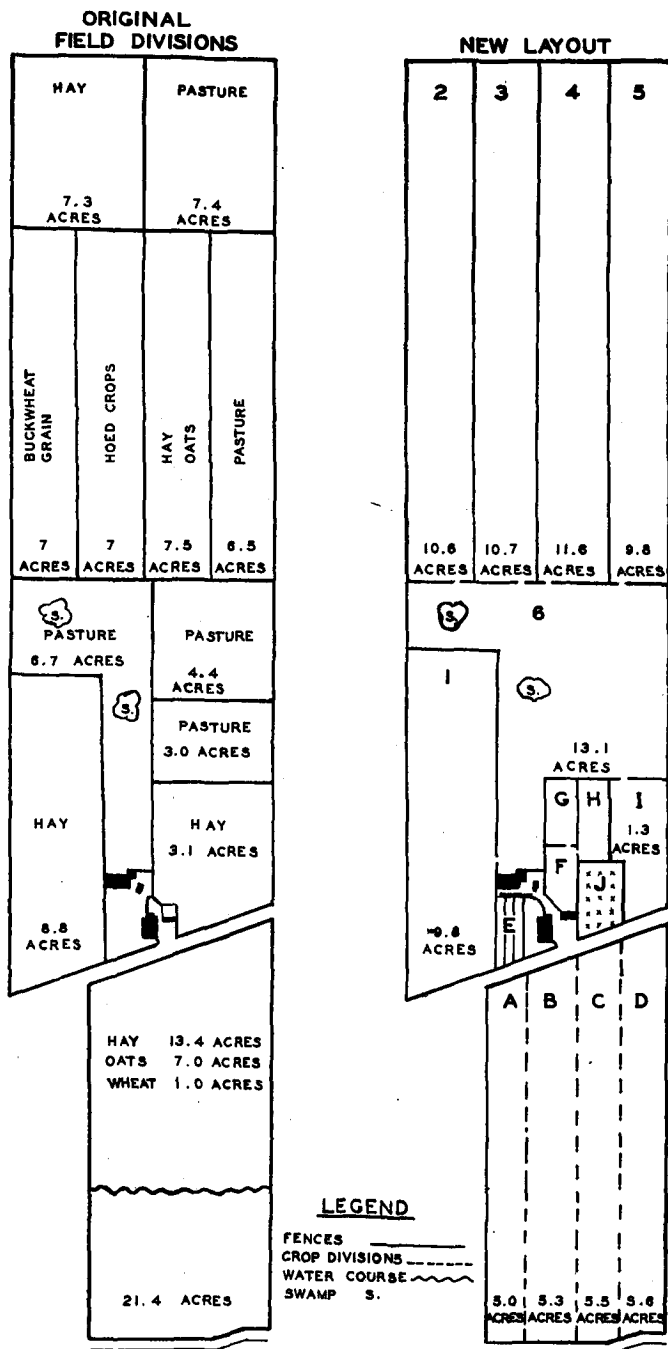 ORIGINAL
FIELD DIVISIONS
HAY
PASTURE
7.3
ACRES
7.4
ACRES
BUCKWHEAT
GRAIN
HOED CROPS
HAY
OATS
PASTURE
7
ACRES
7
ACRES
7.5
ACRES
6.5
ACRES
S.
PASTURE
6.7 ACRES
PASTURE
4.4
ACRES
S.
PASTURE
3.0 ACRES
HAY
HAY
3.1 ACRES
8.8
ACRES
HAY 13.4 ACRES
OATS 7.0 ACRES
WHEAT 1.0 ACRES
21.4 ACRES
NEW LAYOUT
2
3
4
5
10.6
ACRES
10.7
ACRES
11.6
ACRES
9.8
ACRES
S.
6
1
S.
13.1
ACRES
G
H
I
1.3
ACRES
F
J
E
9.8
ACRES
A
B
C
D
5.0
ACRES
5.3
ACRES
5.5
ACRES
5.6
ACRES
LEGEND
FENCES
CROP DIVISIONS
WATER COURSE
SWAMP S.